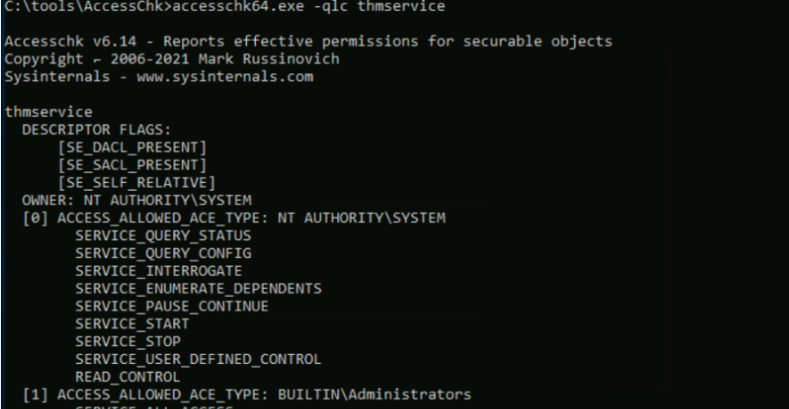 C:\tools\AccessChk>accesschk64.exe -qlc thmservice
Accesschk v6.14 - Reports effective permissions for securable objects
Copyright ⌐ 2006-2021 Mark Russinovich
Sysinternals - www.sysinternals.com
thmservice
DESCRIPTOR FLAGS:
[SE_DACL_PRESENT]
[SE_SACL_PRESENT]
[SE_SELF_RELATIVE]
OWNER: NT AUTHORITY\SYSTEM
[0] ACCESS_ALLOWED_ACE_TYPE: NT AUTHORITY\SYSTEM
SERVICE_QUERY_STATUS
SERVICE_QUERY_CONFIG
SERVICE_INTERROGATE
SERVICE_ENUMERATE_DEPENDENTS
SERVICE_PAUSE_CONTINUE
SERVICE_START
SERVICE_STOP
SERVICE_USER_DEFINED_CONTROL
READ_CONTROL
[1] ACCESS_ALLOWED_ACE_TYPE: BUILTIN\Administrators
SERVICE_ALL_ACCESS